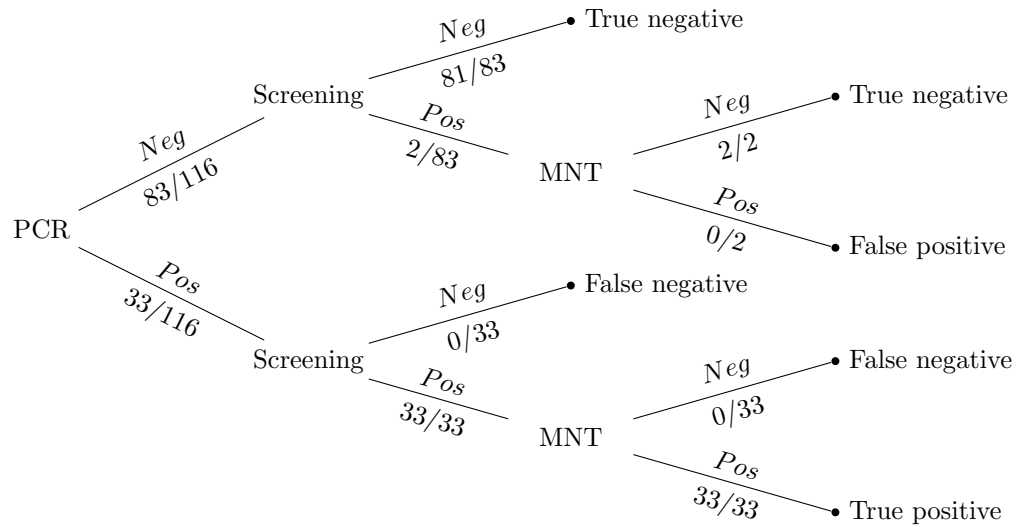 PCR
Neg
83/116
Screening
Neg
81/83
True negative
Pos
2/83
MNT
Neg
2/2
True negative
Pos
0/2
False positive
Pos
33/116
Screening
Neg
0/33
False negative
Pos
33/33
MNT
Neg
0/33
False negative
Pos
33/33
True positive